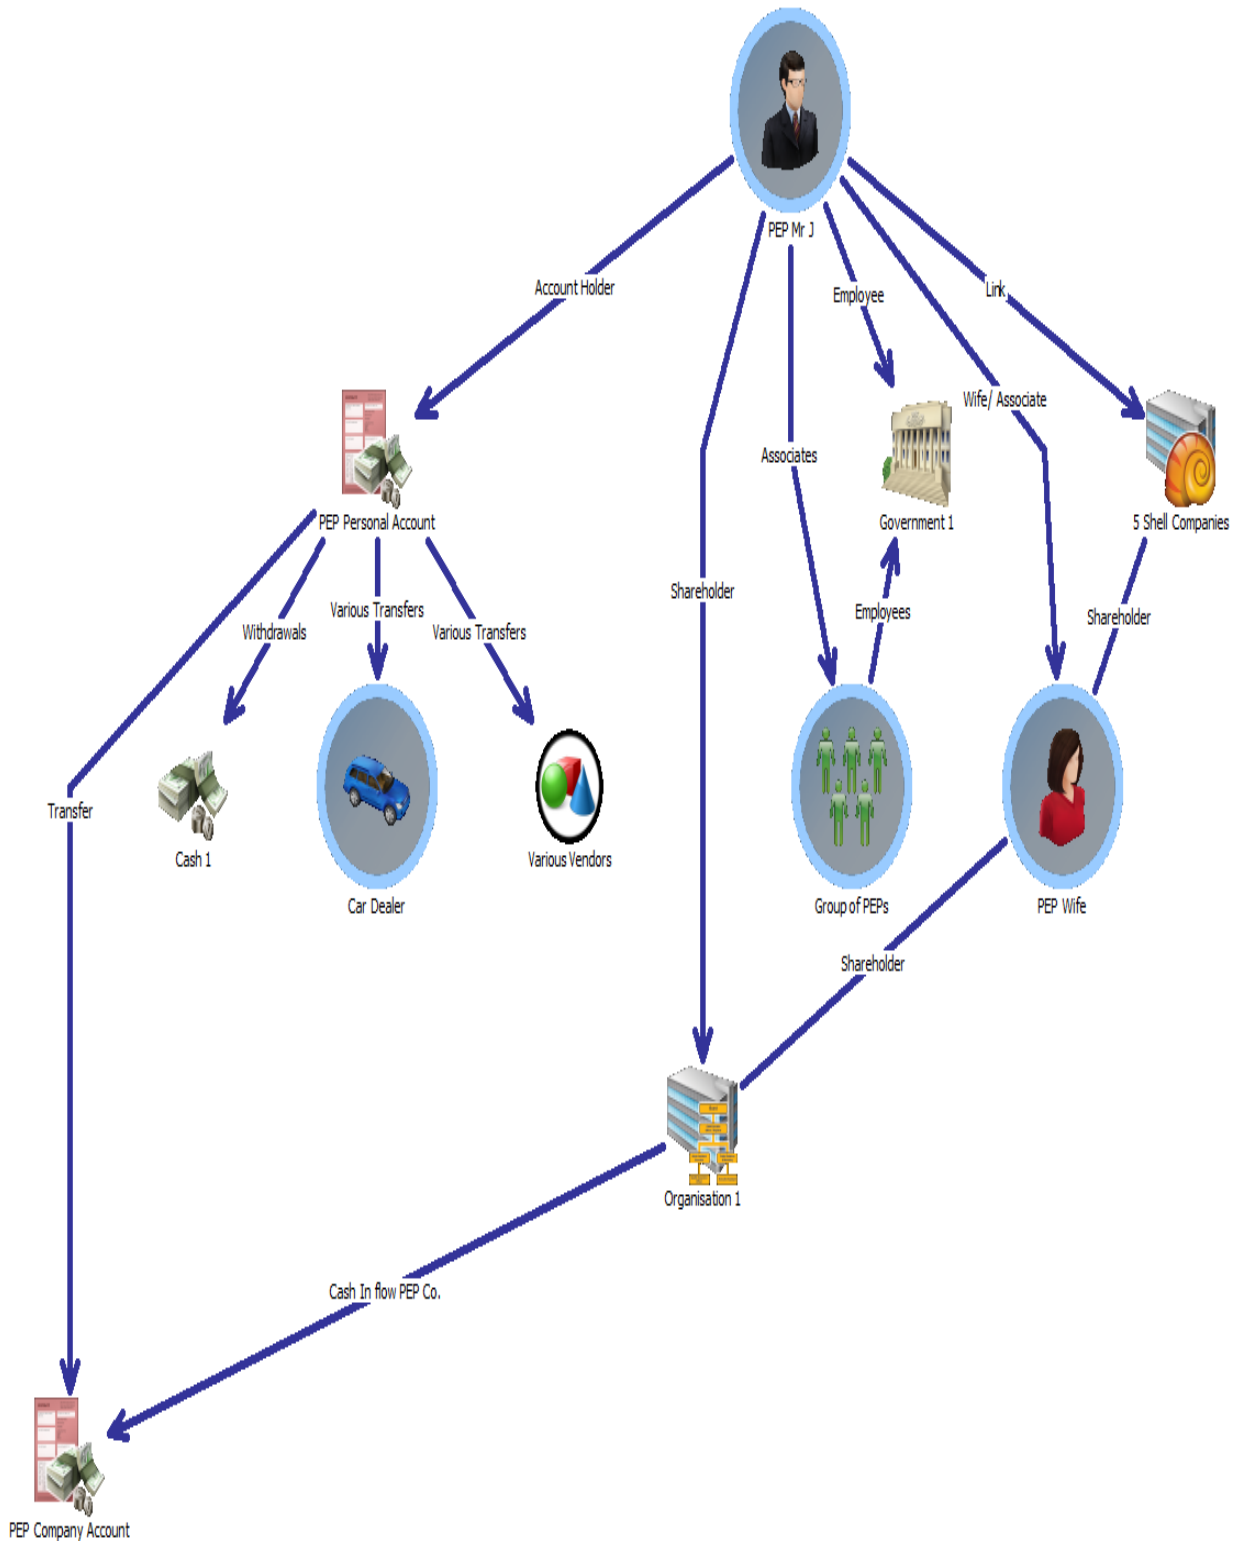 PEP Mr J
Account Holder
Employee
Link
Wife/ Associate
Associates
PEP Personal Account
Government 1
5 Shell Companies
Shareholder
Various Transfers
Employees
Shareholder
Withdrawals
Various Transfers
Transfer
Cash 1
Various Vendors
Car Dealer
Group of PEPs
PEP Wife
Shareholder
Organisation 1
Cash In flow PEP Co.
PEP Company Account